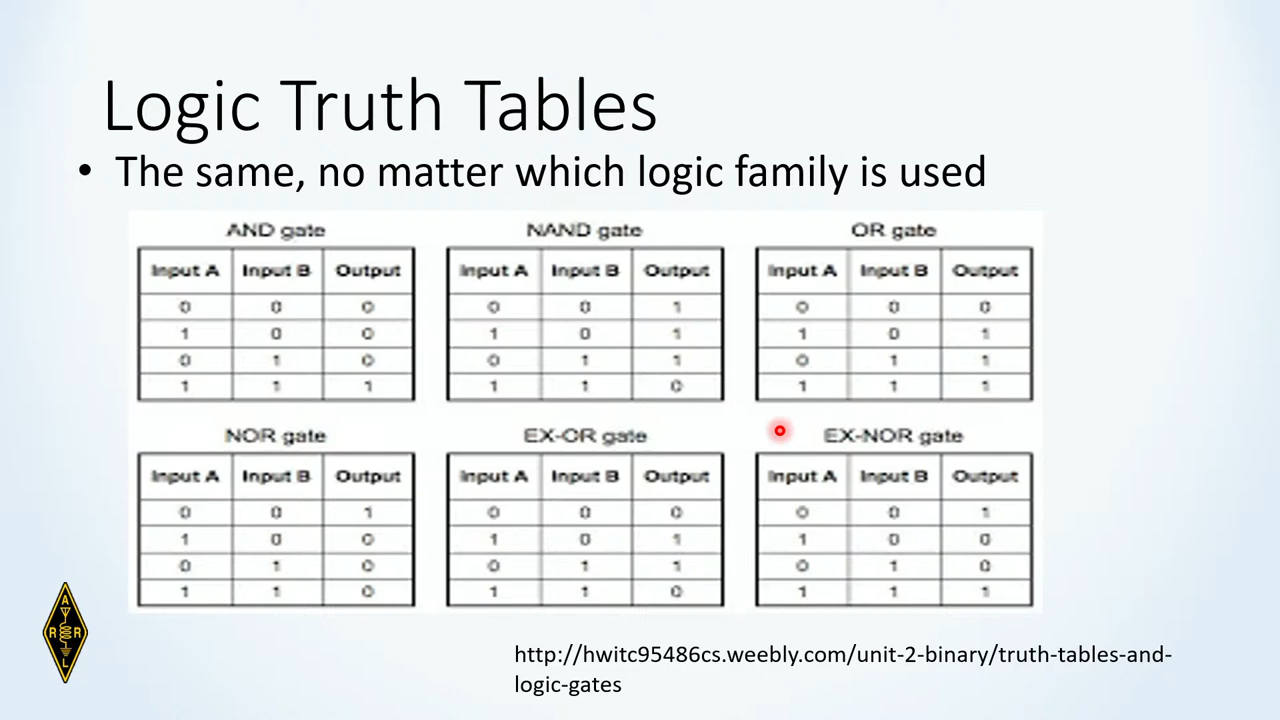 Logic Truth Tables
• The same, no matter which logic family is used
AND gate
Input A Input B Output
0 0 0
1 0 0
0 1 0
1 1 1
NAND gate
Input A Input B Output
0 0 1
1 0 1
0 1 1
1 1 0
OR gate
Input A Input B Output
0 0 0
1 0 1
0 1 1
1 1 1
NOR gate
Input A Input B Output
0 0 1
1 0 0
0 1 0
1 1 0
EX-OR gate
Input A Input B Output
0 0 0
1 0 1
0 1 1
1 1 0
EX-NOR gate
Input A Input B Output
0 0 1
1 0 0
0 1 0
1 1 1
A
R R
L
http://hwitc95486cs.weebly.com/unit-2-binary/truth-tables-and-
logic-gates